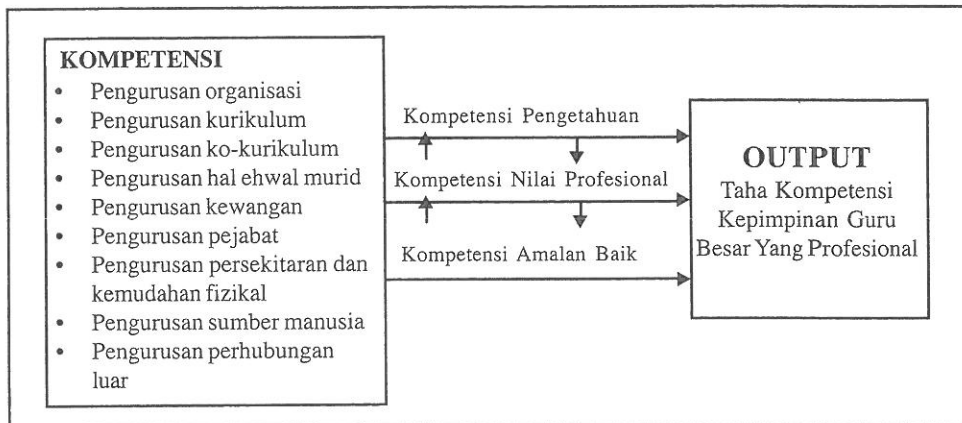 KOMPETENSI
• Pengurusan organisasi
• Pengurusan kurikulum
• Pengurusan ko-kurikulum
• Pengurusan hal ehwal murid
• Pengurusan kewangan
• Pengurusan pejabat
• Pengurusan persekitaran dan
kemudahan fizikal
• Pengurusan sumber manusia
• Pengurusan perhubungan
luar
Kompetensi Pengetahuan
Kompetensi Nilai Profesional
Kompetensi Amalan Baik
OUTPUT
Taha Kompetensi
Kepimpinan Guru
Besar Yang Profesional